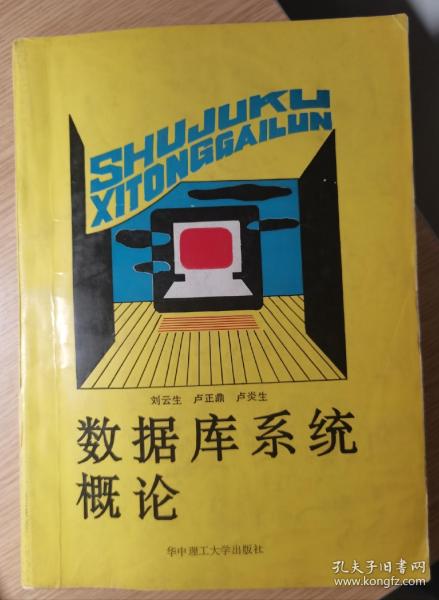 SHUJUKU
XITONGGAILUN
刘云生 卢正鼎 卢炎生
数据库系统
概论
华中理工大学出版社
孔夫子旧书网
www.kongfz.com